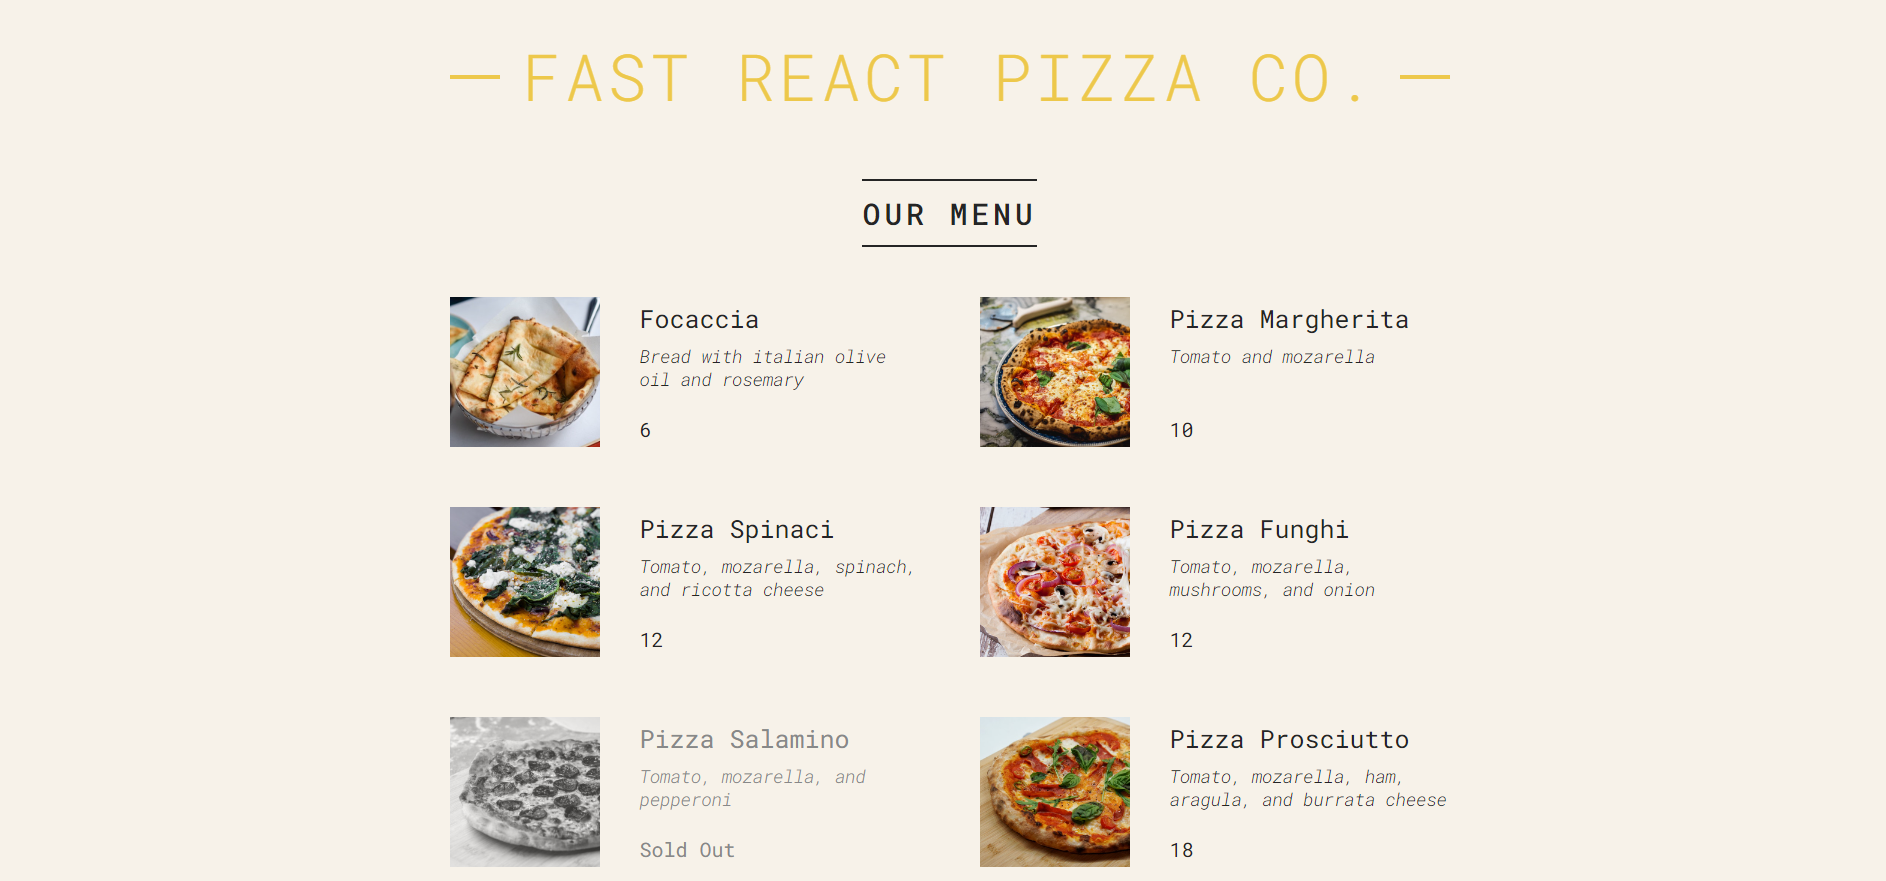 — FAST REACT PIZZA CO. —
OUR MENU
Focaccia
Bread with italian olive
oil and rosemary
6
Pizza Margherita
Tomato and mozarella
10
Pizza Spinaci
Tomato, mozarella, spinach,
and ricotta cheese
12
Pizza Funghi
Tomato, mozarella,
mushrooms, and onion
12
Pizza Salamino
Tomato, mozarella, and
pepperoni
Sold Out
Pizza Prosciutto
Tomato, mozarella, ham,
aragula, and burrata cheese
18